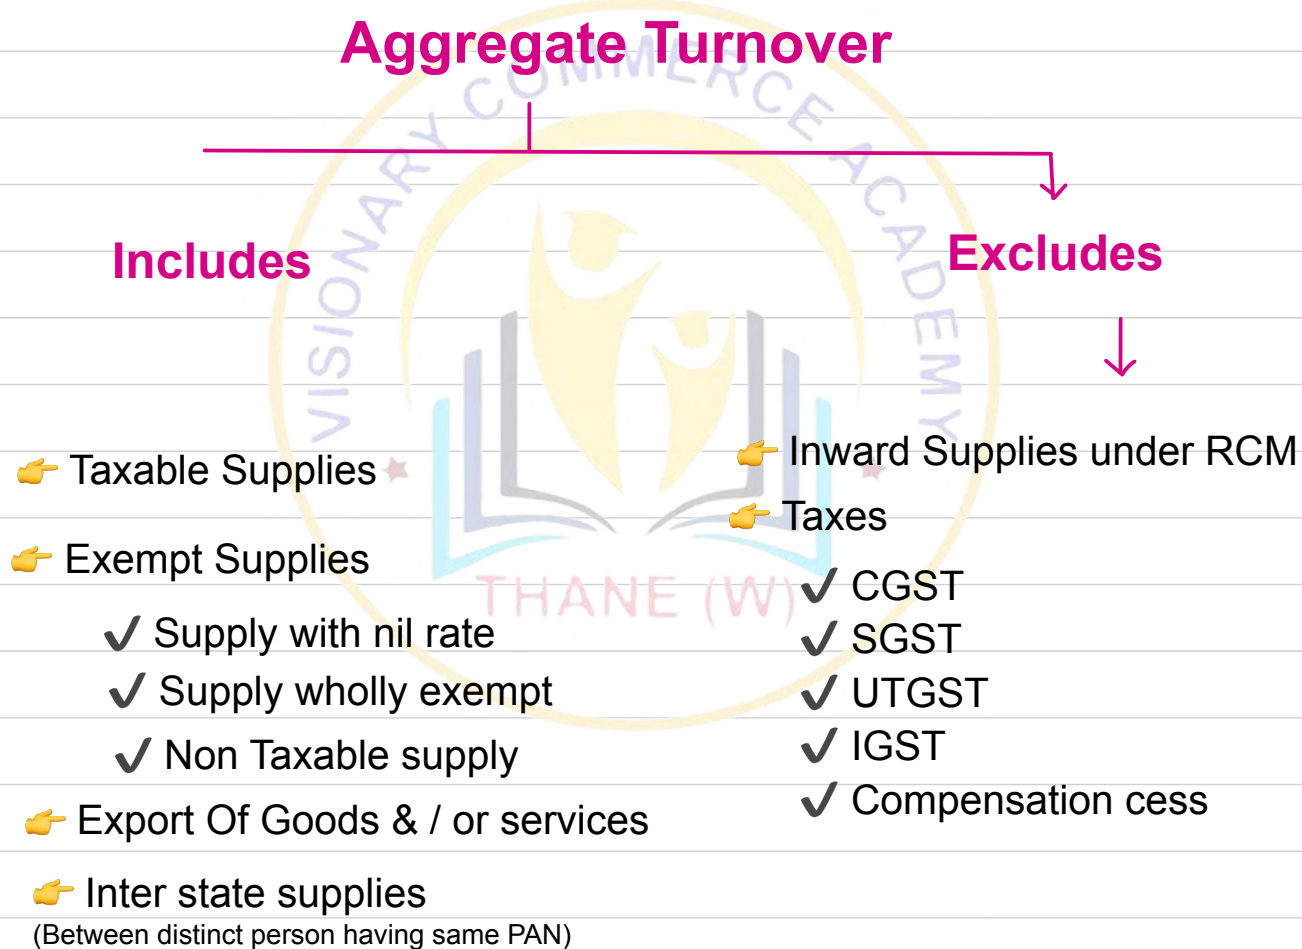 Aggregate Turnover
VISIONARY COMMERCE ACADEMY
THANE (W)
Includes
👉 Taxable Supplies
👉 Exempt Supplies
✔ Supply with nil rate
✔ Supply wholly exempt
✔ Non Taxable supply
👉 Export Of Goods & / or services
👉 Inter state supplies
(Between distinct person having same PAN)
Excludes
👉 Inward Supplies under RCM
👉 Taxes
✔ CGST
✔ SGST
✔ UTGST
✔ IGST
✔ Compensation cess